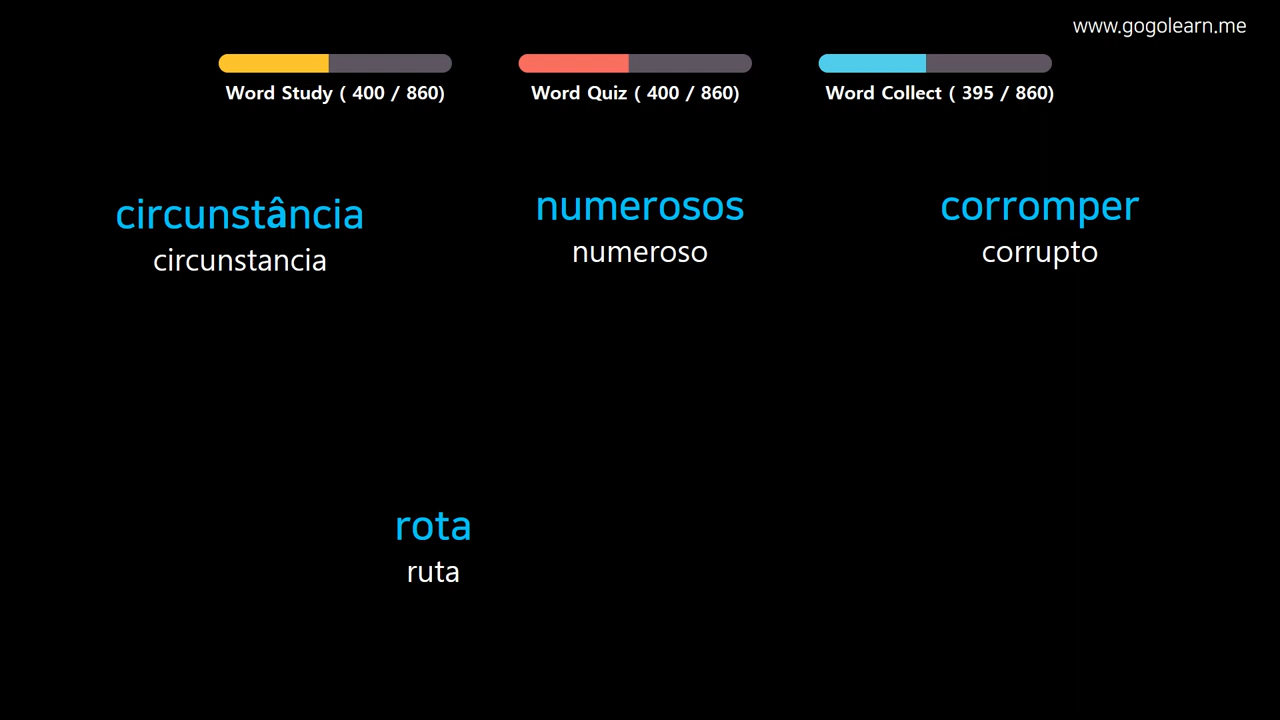 www.gogolearn.me
Word Study ( 400 / 860)
Word Quiz ( 400 / 860)
Word Collect ( 395 / 860)
circunstância
circunstancia
numerosos
numeroso
corromper
corrupto
rota
ruta